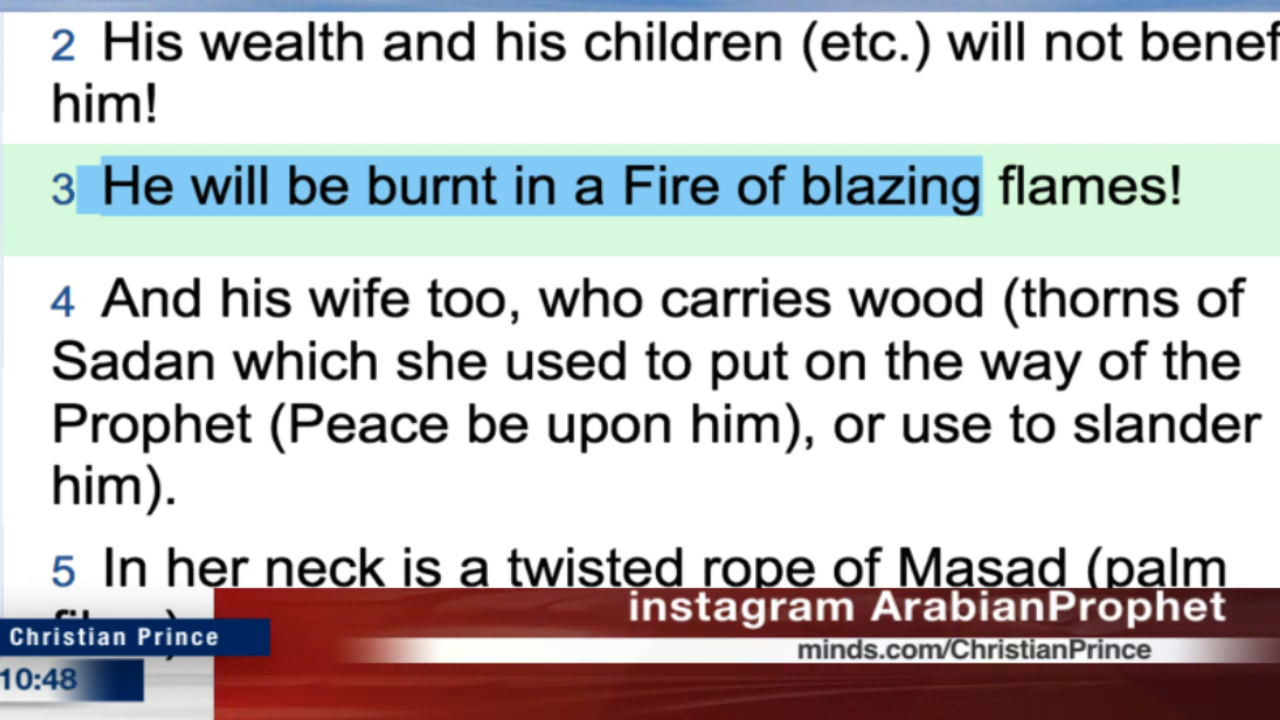 2 His wealth and his children (etc.) will not benef
him!
3 He will be burnt in a Fire of blazing flames!
4 And his wife too, who carries wood (thorns of
Sadan which she used to put on the way of the
Prophet (Peace be upon him), or use to slander
him).
5 In her neck is a twisted rope of Masad (palm
instagram ArabianProphet
Christian Prince
minds.com/ChristianPrince
10:48